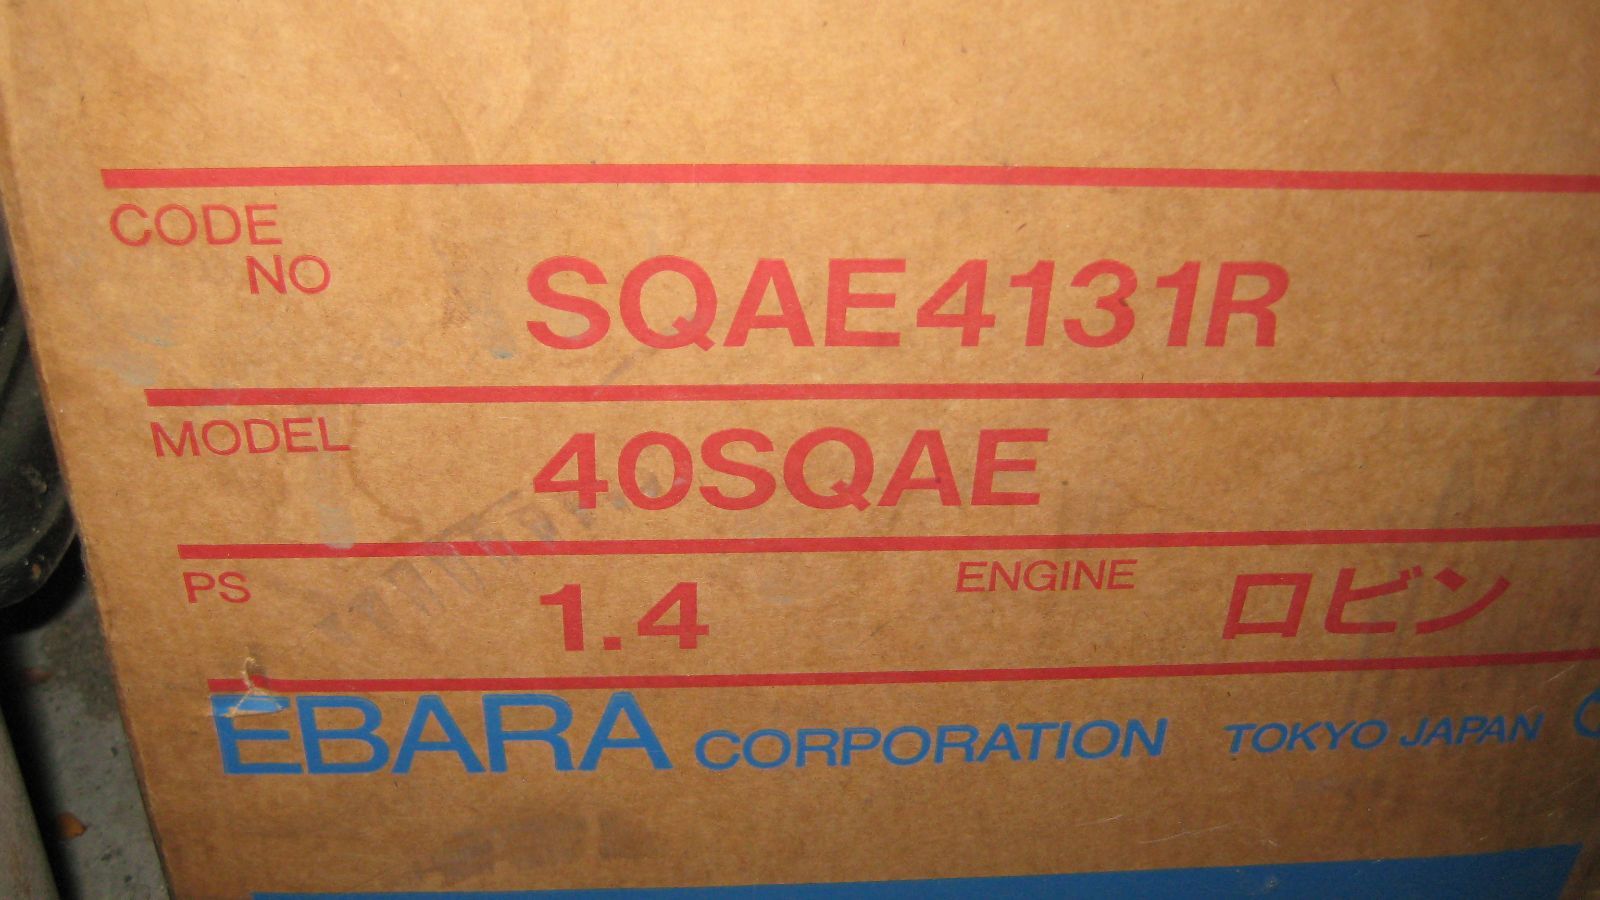 CODE
NO SQAE4131R
MODEL 40SQAE
PS 1.4 ENGINE ロビン
EBARA CORPORATION TOKYO JAPAN